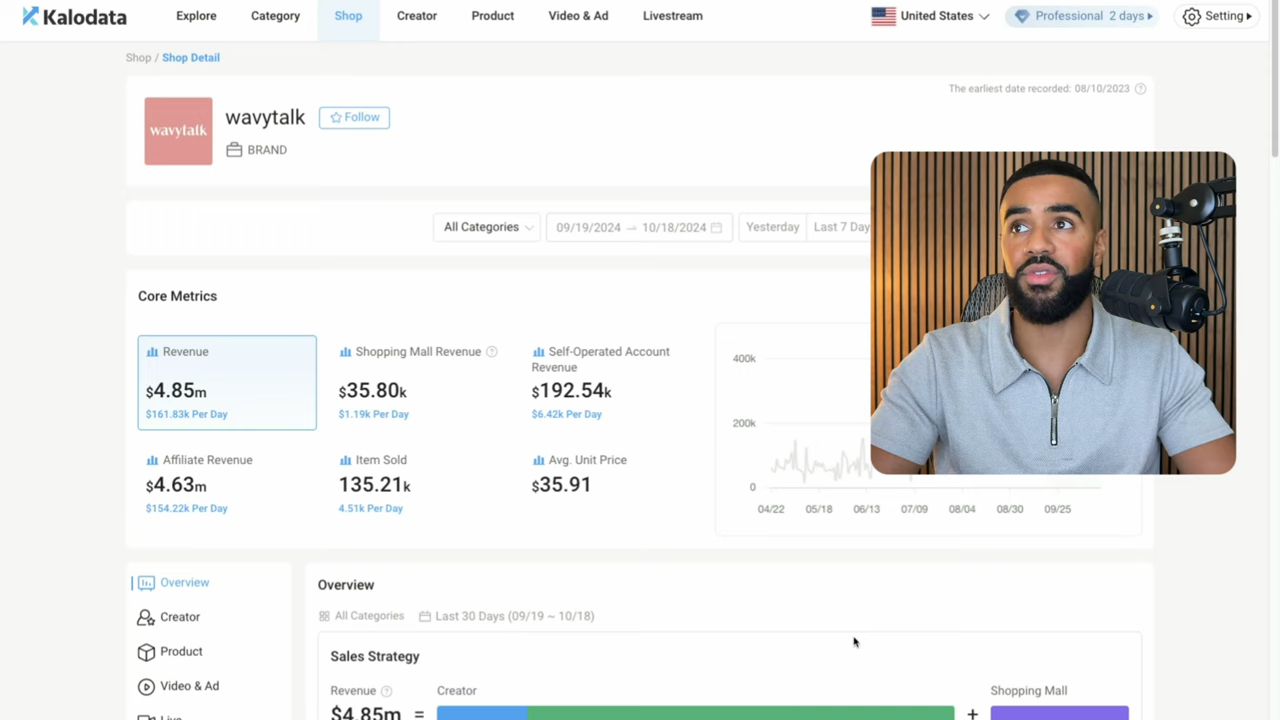 Kalodata
Explore Category Shop Creator Product Video & Ad Livestream
United States Professional 2 days Setting
Shop / Shop Detail
The earliest date recorded: 08/10/2023
wavytalk
wavytalk Follow
BRAND
All Categories 09/19/2024 → 10/18/2024 Yesterday Last 7 Day
Core Metrics
Revenue
$4.85m
$161.83k Per Day
Shopping Mall Revenue
$35.80k
$1.19k Per Day
Self-Operated Account
Revenue
$192.54k
$6.42k Per Day
Affiliate Revenue
$4.63m
$154.22k Per Day
Item Sold
135.21k
4.51k Per Day
Avg. Unit Price
$35.91
400k
200k
0
04/22 05/18 06/13 07/09 08/04 08/30 09/25
Overview
Creator
Product
Video & Ad
Live
Overview
All Categories Last 30 Days (09/19 ~ 10/18)
Sales Strategy
Revenue Creator Shopping Mall
$4.85m = +